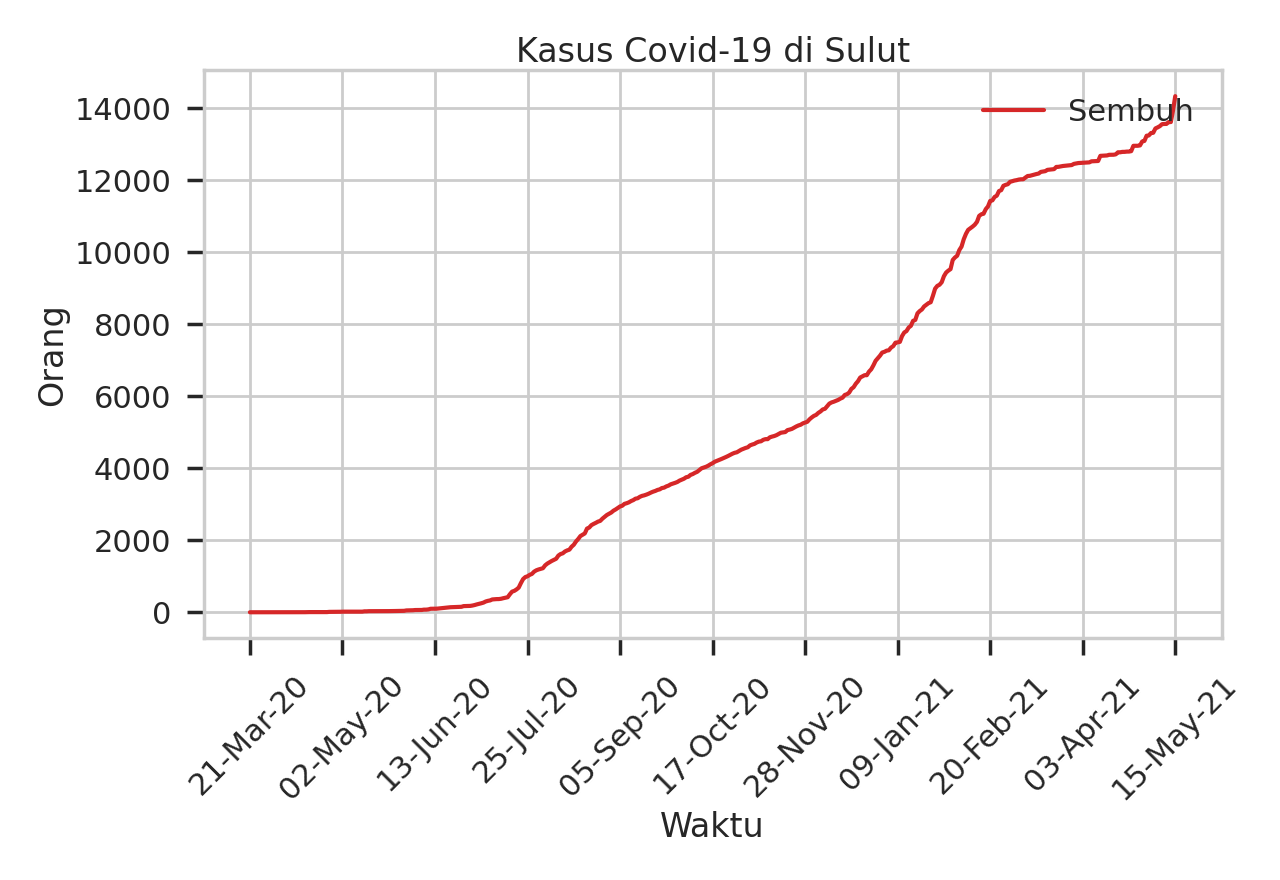 Kasus Covid-19 di Sulut
Sembuh
Orang
14000
12000
10000
8000
6000
4000
2000
0
21-Mar-20
02-May-20
13-Jun-20
25-Jul-20
05-Sep-20
17-Oct-20
28-Nov-20
09-Jan-21
20-Feb-21
03-Apr-21
15-May-21
Waktu